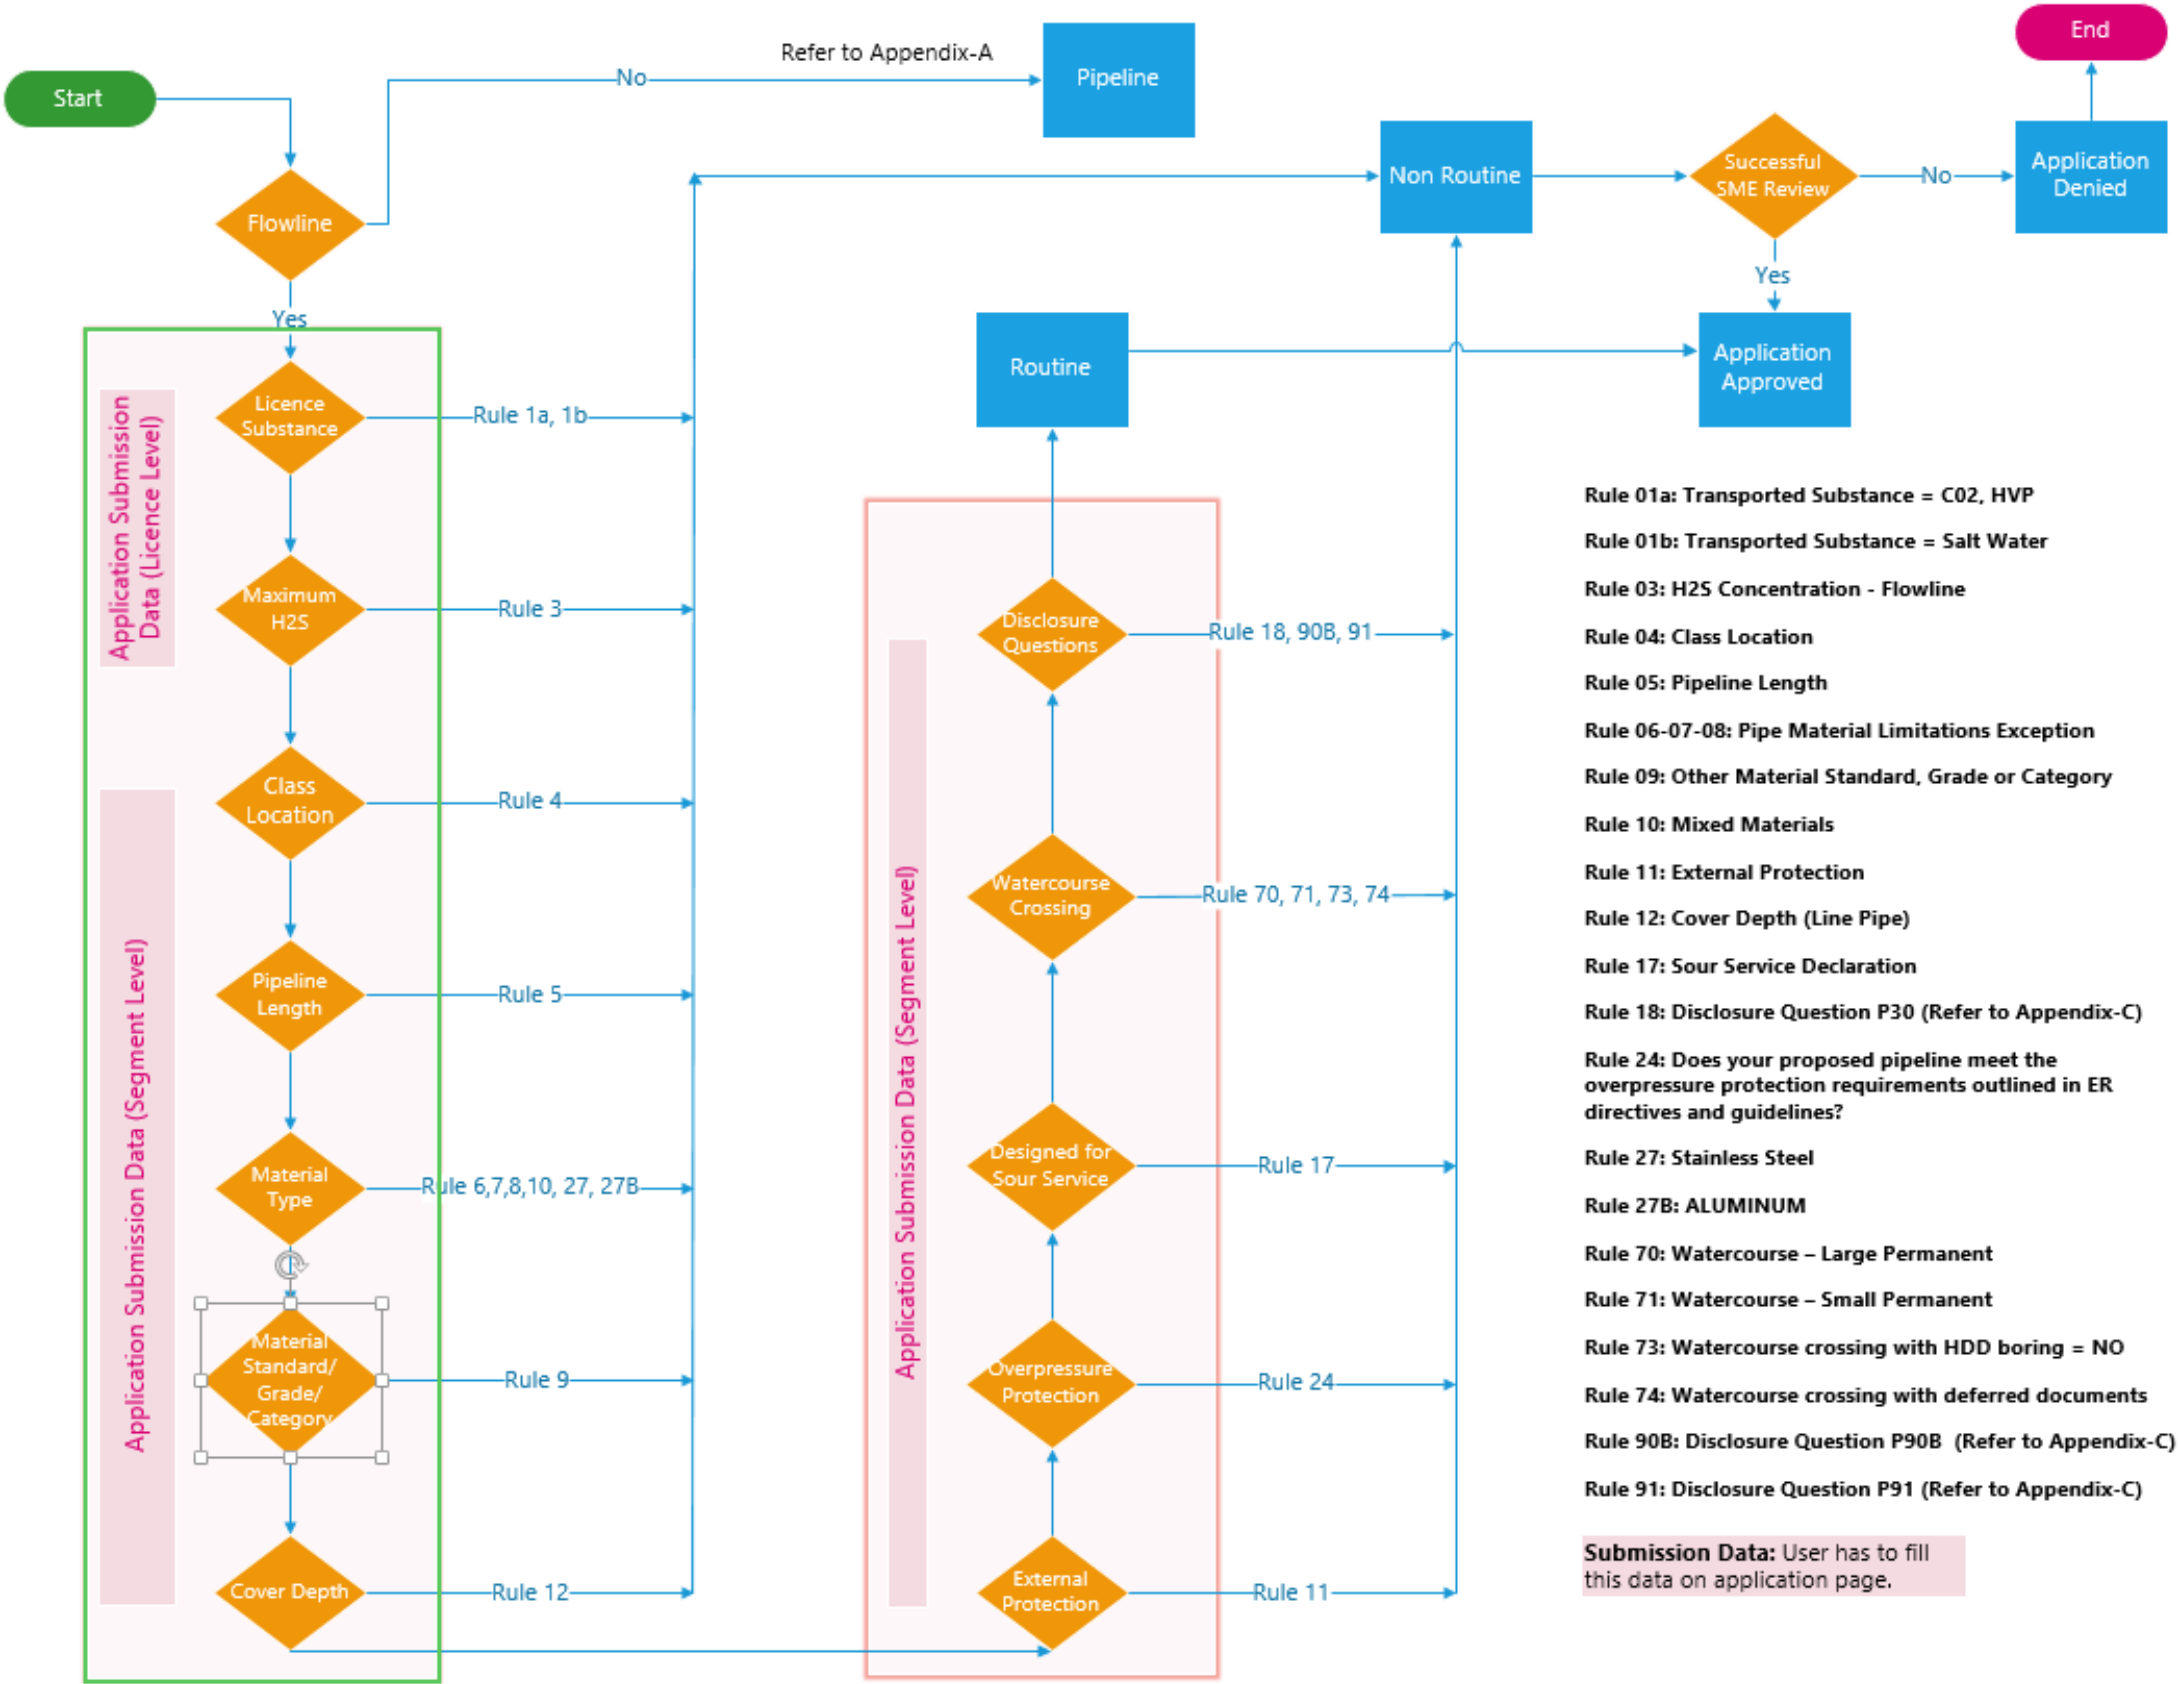 Start
Flowline
No
Refer to Appendix-A
Pipeline
Yes
Application Submission
Data (Licence Level)
Licence
Substance
Rule 1a, 1b
Maximum
H2S
Rule 3
Application Submission Data (Segment Level)
Class
Location
Rule 4
Pipeline
Length
Rule 5
Material
Type
Rule 6,7,8,10, 27, 27B
Material
Standard/
Grade/
Category
Rule 9
Cover Depth
Rule 12
Application Submission Data (Segment Level)
External
Protection
Rule 11
Overpressure
Protection
Rule 24
Designed for
Sour Service
Rule 17
Watercourse
Crossing
Rule 70, 71, 73, 74
Disclosure
Questions
Rule 18, 90B, 91
Routine
Non Routine
Successful
SME Review
No
Application
Denied
End
Yes
Application
Approved
Rule 01a: Transported Substance = C02, HVP
Rule 01b: Transported Substance = Salt Water
Rule 03: H2S Concentration - Flowline
Rule 04: Class Location
Rule 05: Pipeline Length
Rule 06-07-08: Pipe Material Limitations Exception
Rule 09: Other Material Standard, Grade or Category
Rule 10: Mixed Materials
Rule 11: External Protection
Rule 12: Cover Depth (Line Pipe)
Rule 17: Sour Service Declaration
Rule 18: Disclosure Question P30 (Refer to Appendix-C)
Rule 24: Does your proposed pipeline meet the
overpressure protection requirements outlined in ER
directives and guidelines?
Rule 27: Stainless Steel
Rule 27B: ALUMINUM
Rule 70: Watercourse – Large Permanent
Rule 71: Watercourse – Small Permanent
Rule 73: Watercourse crossing with HDD boring = NO
Rule 74: Watercourse crossing with deferred documents
Rule 90B: Disclosure Question P90B (Refer to Appendix-C)
Rule 91: Disclosure Question P91 (Refer to Appendix-C)
Submission Data: User has to fill
this data on application page.